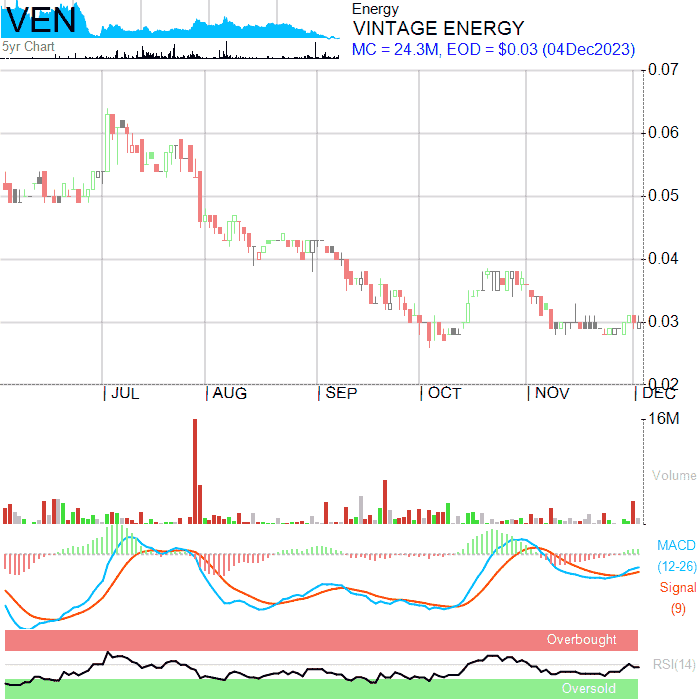 VEN
5yr Chart
Energy
VINTAGE ENERGY
MC = 24.3M, EOD = $0.03 (04Dec2023)
0.07
0.06
0.05
0.04
0.03
0.02
JUL AUG SEP OCT NOV DEC
16M
Volume
MACD
(12-26)
Signal
(9)
Overbought
RSI(14)
Oversold